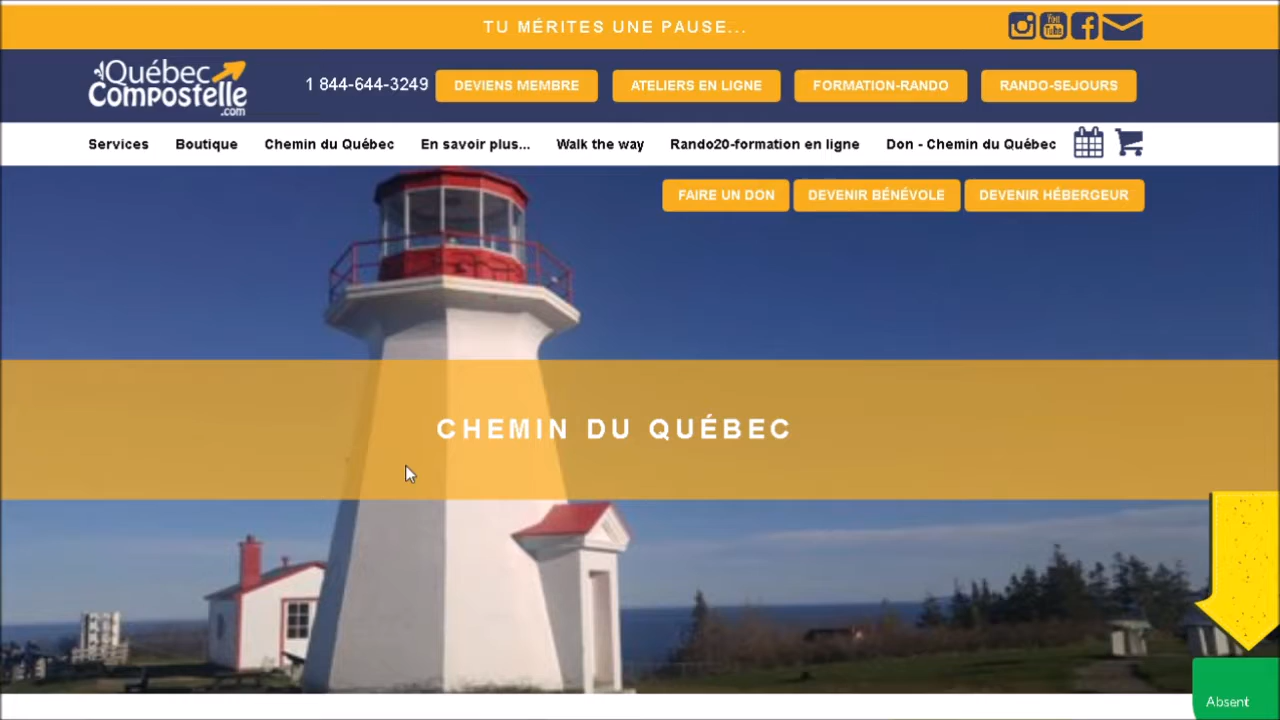 TU MÉRITES UNE PAUSE...
You
Tube
Québec
Compostelle
.com
1 844-644-3249
DEVIENS MEMBRE
ATELIERS EN LIGNE
FORMATION-RANDO
RANDO-SEJOURS
Services
Boutique
Chemin du Québec
En savoir plus...
Walk the way
Rando20-formation en ligne
Don - Chemin du Québec
FAIRE UN DON
DEVENIR BÉNÉVOLE
DEVENIR HÉBERGEUR
CHEMIN DU QUÉBEC
Absent